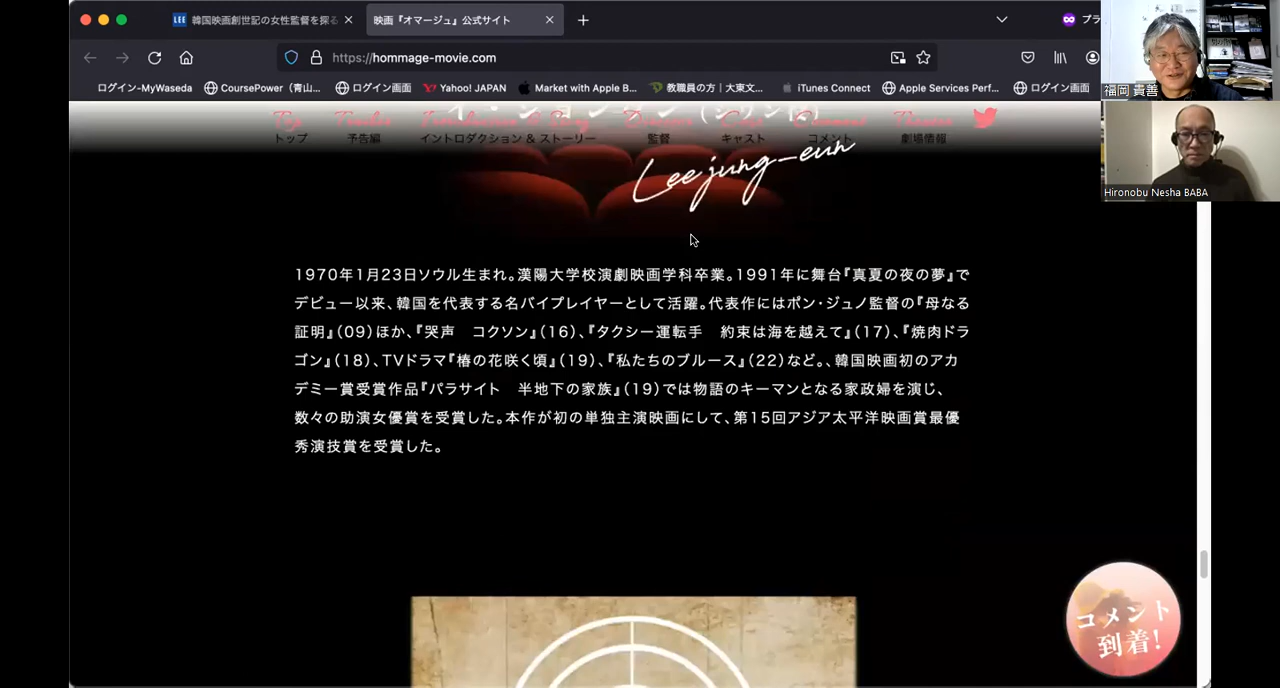 韓国映画創世記の女性監督を探る
映画『オマージュ』公式サイト
プラ
https://hommage-movie.com
ログイン-MyWaseda
CoursePower（青山...
ログイン画面
Yahoo! JAPAN
Market with Apple B...
教職員の方｜大東文...
iTunes Connect
Apple Services Perf...
ログイン画面
福岡 貴善
Hironobu Nesha BABA
Top
Trailer
Introduction & Story
Director
Cast
Comment
Theater
トップ
予告編
イントロダクション & ストーリー
監督
キャスト
コメント
劇場情報
Lee jung-eun
1970年1月23日ソウル生まれ。漢陽大学校演劇映画学科卒業。1991年に舞台『真夏の夜の夢』で
デビュー以来、韓国を代表する名バイプレイヤーとして活躍。代表作にはポン・ジュノ監督の『母なる
証明』（09）ほか、『哭声　コクソン』（16）、『タクシー運転手　約束は海を越えて』（17）、『焼肉ドラ
ゴン』（18）、TVドラマ『椿の花咲く頃』（19）、『私たちのブルース』（22）など。、韓国映画初のアカ
デミー賞受賞作品『パラサイト　半地下の家族』（19）では物語のキーマンとなる家政婦を演じ、
数々の助演女優賞を受賞した。本作が初の単独主演映画にして、第15回アジア太平洋映画賞最優
秀演技賞を受賞した。
コメント
到着!